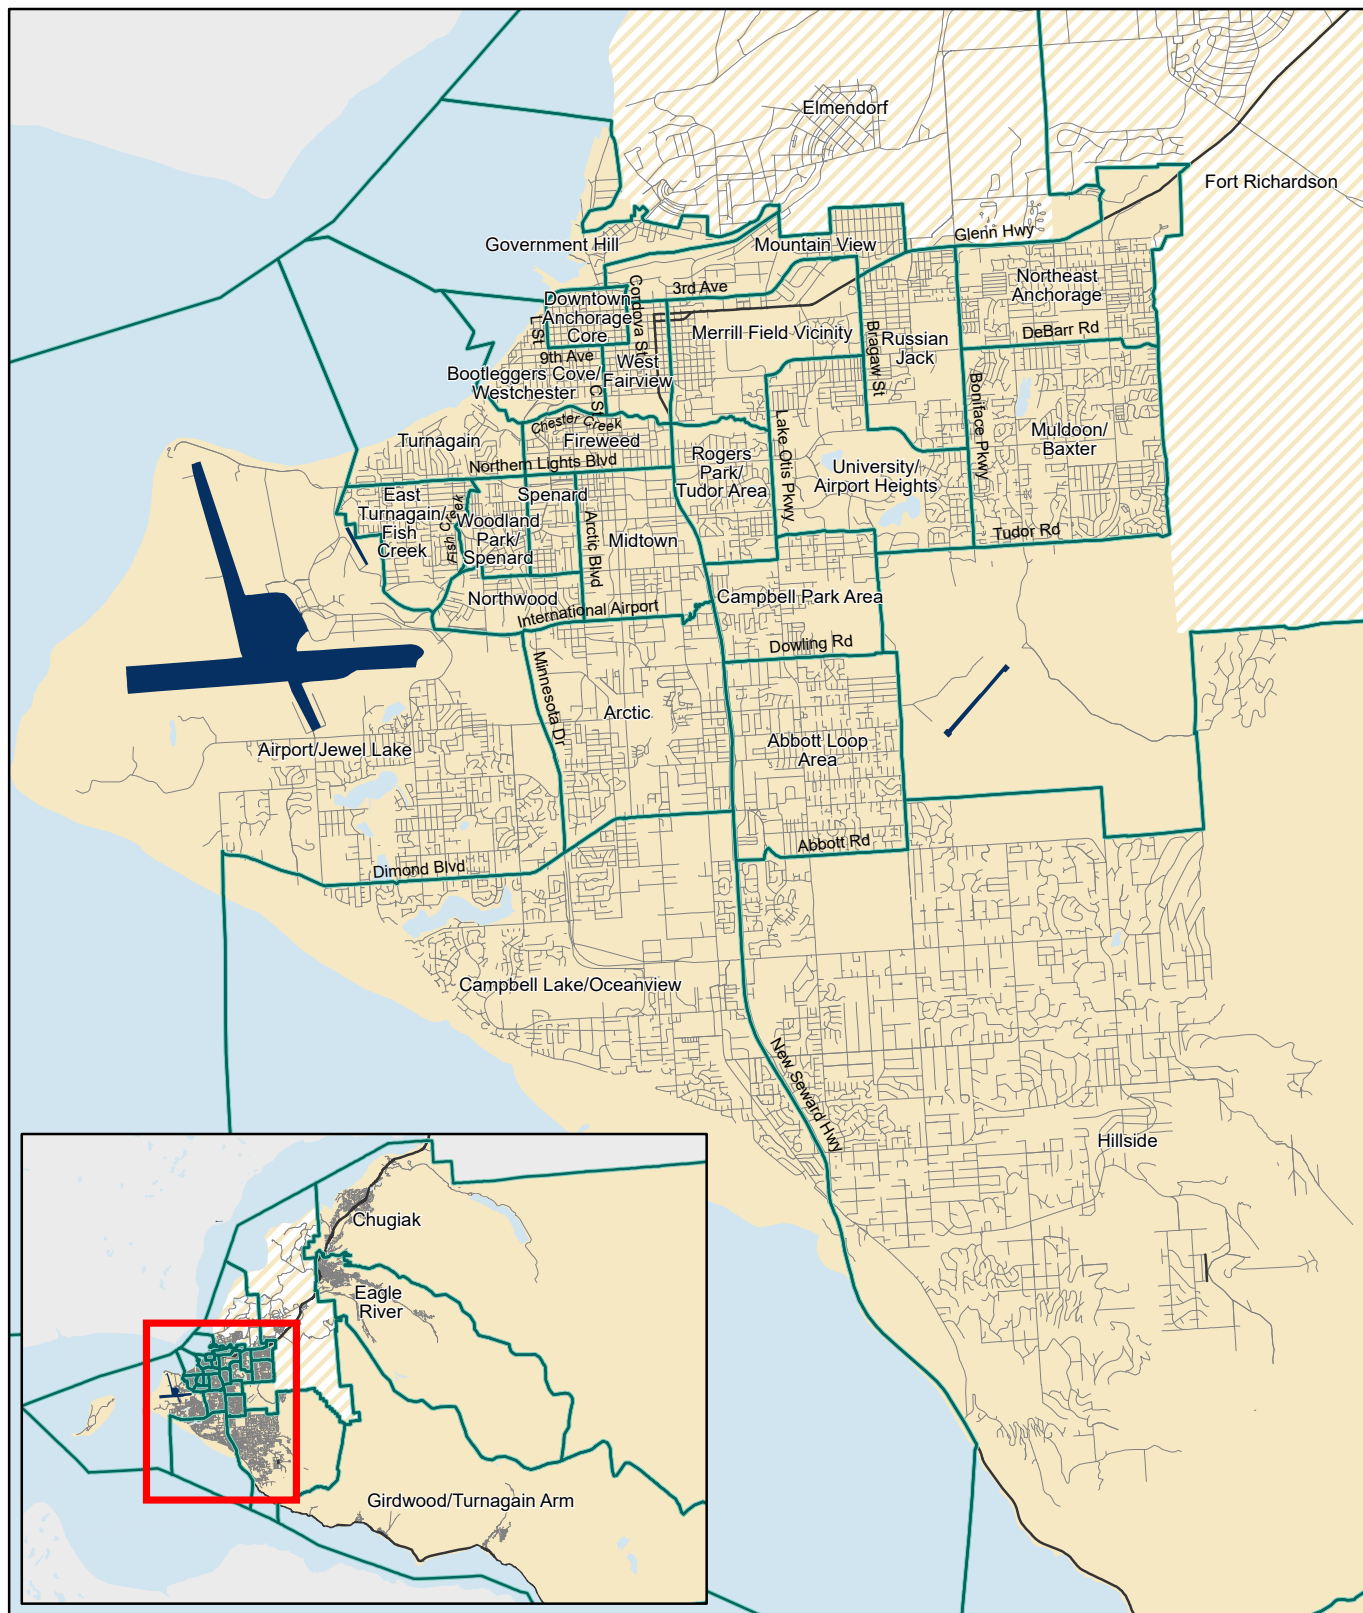 Elmendorf
Fort Richardson
Glenn Hwy
Government Hill
Mountain View
Northeast
Anchorage
3rd Ave
Cordova St
Downtown
Anchorage
Core
L St
DeBarr Rd
Merrill Field Vicinity
Bragaw St
Russian
Jack
9th Ave
West
Fairview
Bootleggers Cove/
Westchester
C St
Boniface Pkwy
Chester Creek
Lake Otis Pkwy
Muldoon/
Baxter
Turnagain
Fireweed
Northern Lights Blvd
Rogers
Park/
Tudor Area
University/
Airport Heights
East
Turnagain/
Fish
Creek
Fish Creek
Spenard
Woodland
Park/
Spenard
Arctic Blvd
Midtown
Tudor Rd
Northwood
International Airport
Campbell Park Area
Dowling Rd
Minnesota Dr
Arctic
Airport/Jewel Lake
Abbott Loop
Area
Abbott Rd
Dimond Blvd
Campbell Lake/Oceanview
New Seward Hwy
Hillside
Chugiak
Eagle
River
Girdwood/Turnagain Arm